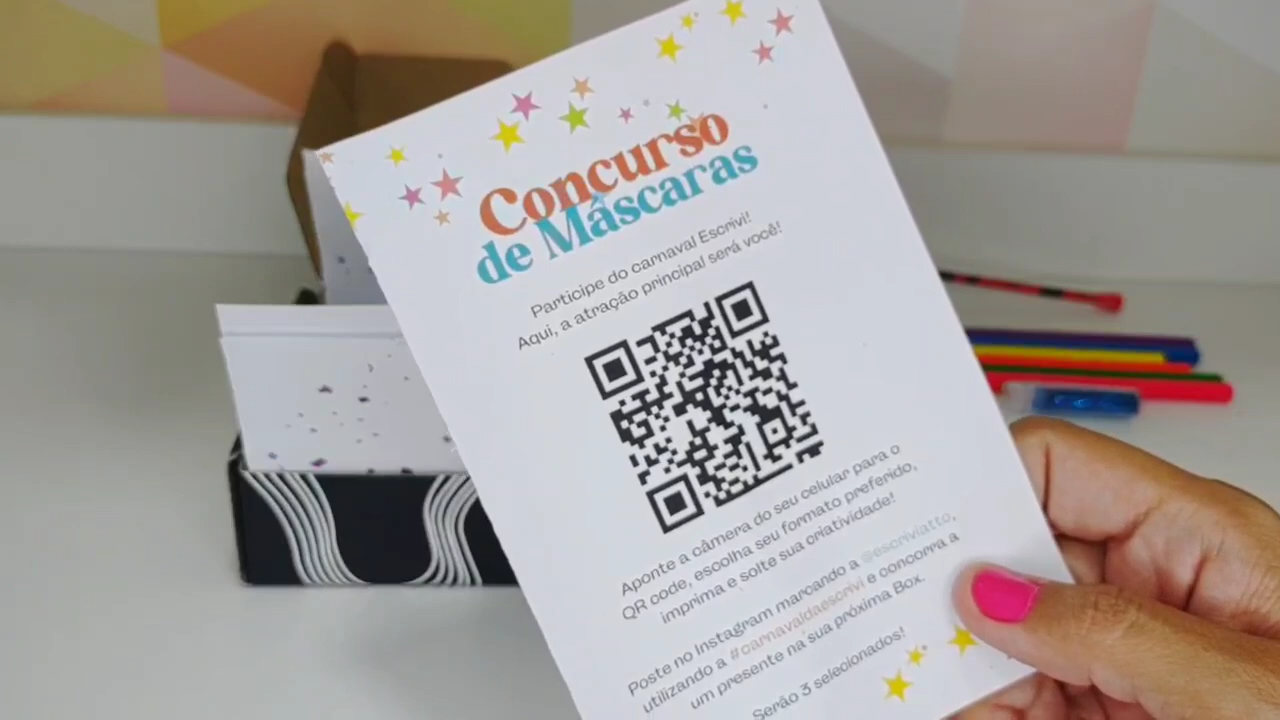 Concurso
de Máscaras
Participe do carnaval Escrivi!
Aqui, a atração principal será você!
Aponte a câmera do seu celular para o
QR code, escolha seu formato preferido,
imprima e solte sua criatividade!
Poste no Instagram marcando a @escriviatto,
utilizando a #carnavaldaescrivi e concorra a
um presente na sua próxima Box.
Serão 3 selecionados!